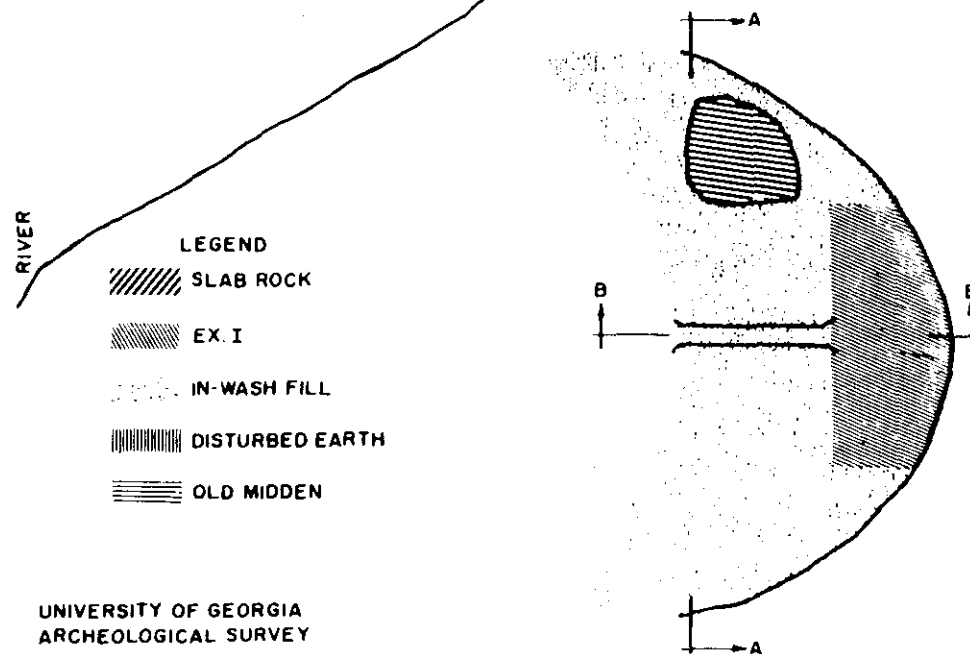 A
RIVER
LEGEND
SLAB ROCK
EX. I
IN-WASH FILL
DISTURBED EARTH
OLD MIDDEN
B
B
UNIVERSITY OF GEORGIA
ARCHEOLOGICAL SURVEY
A